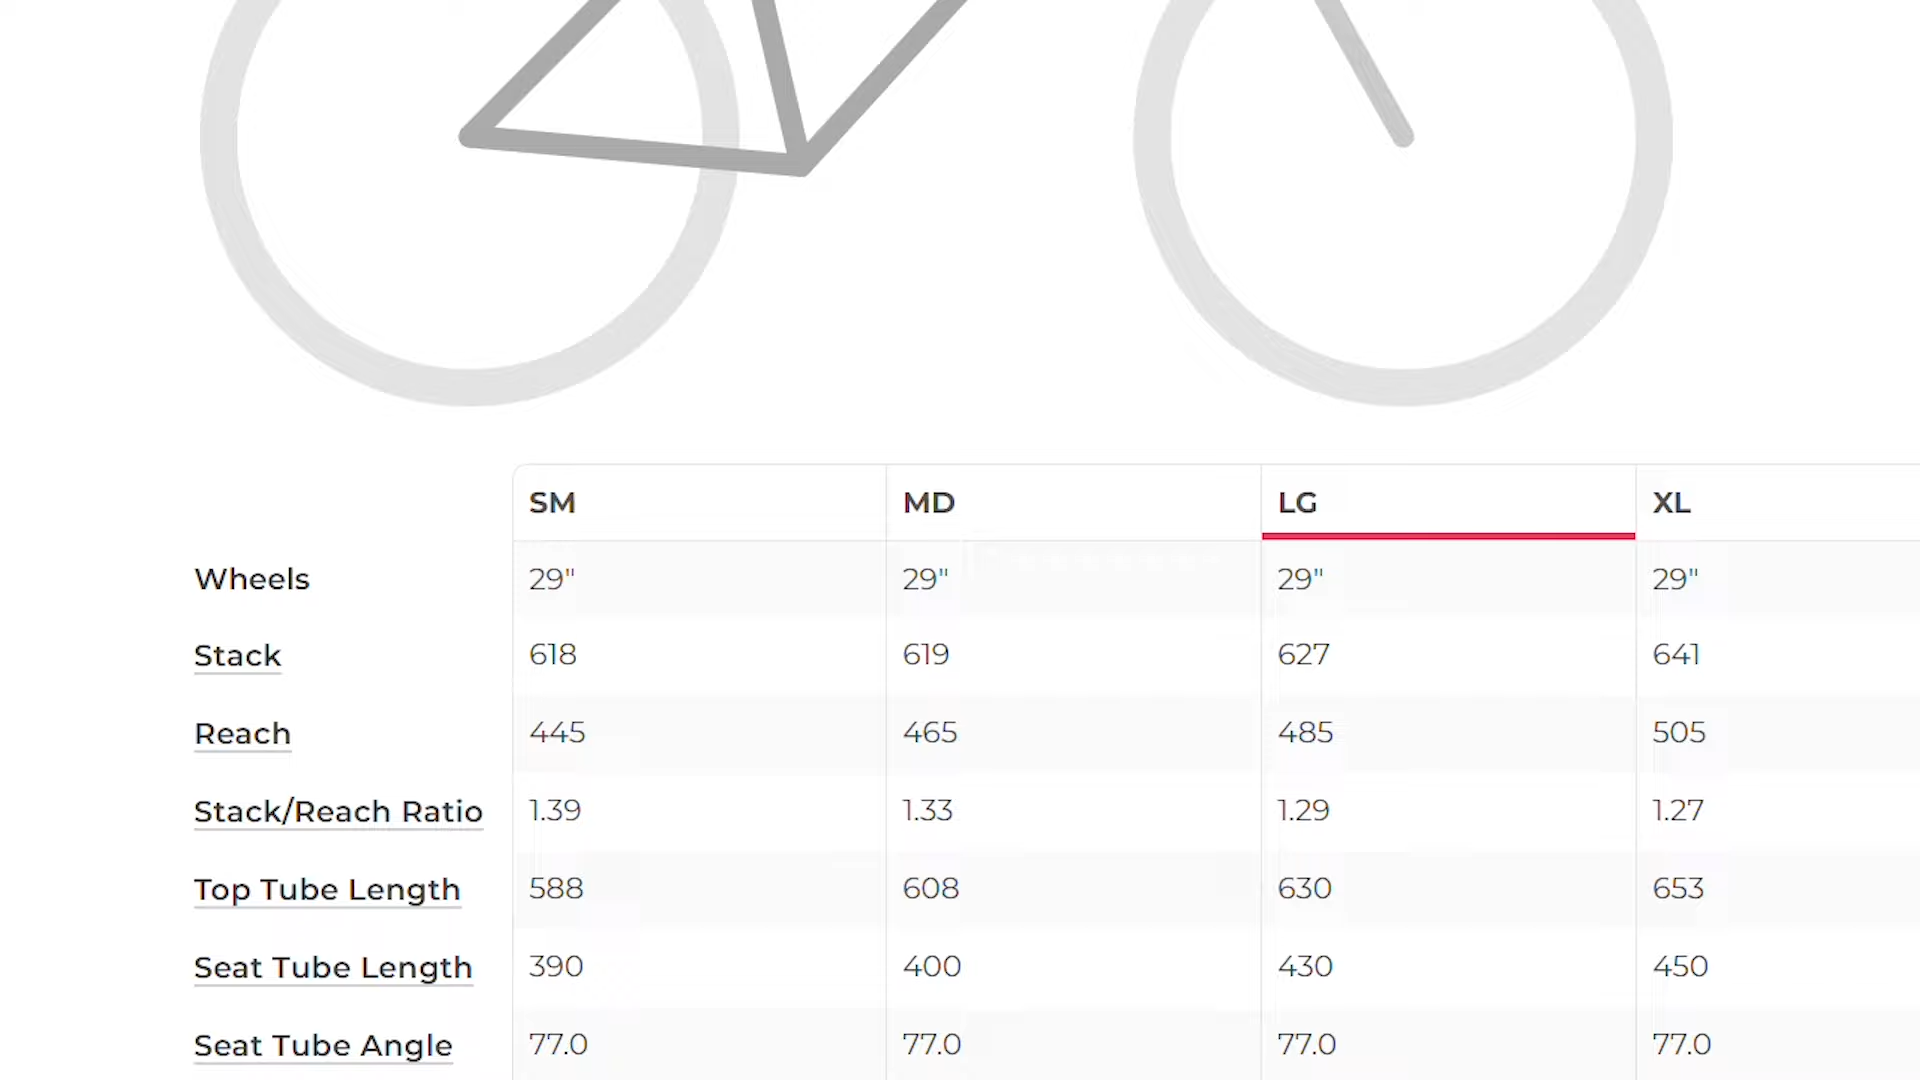 SM MD LG XL
Wheels 29" 29" 29" 29"
Stack 618 619 627 641
Reach 445 465 485 505
Stack/Reach Ratio 1.39 1.33 1.29 1.27
Top Tube Length 588 608 630 653
Seat Tube Length 390 400 430 450
Seat Tube Angle 77.0 77.0 77.0 77.0